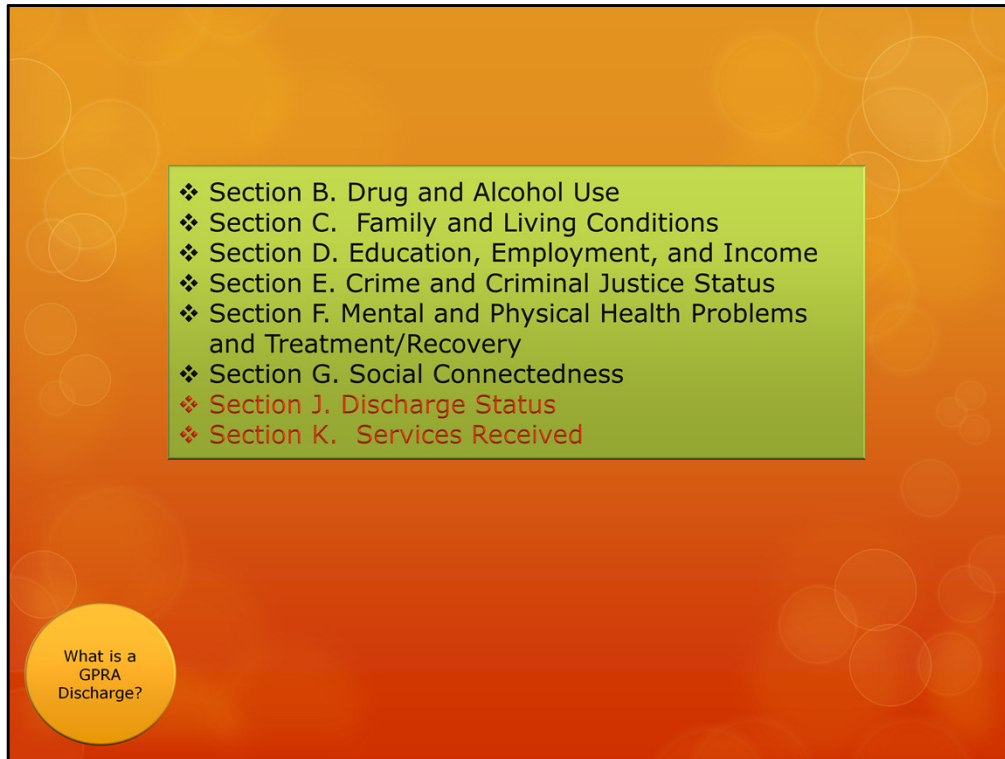 ❖ Section B. Drug and Alcohol Use
❖ Section C.  Family and Living Conditions
❖ Section D. Education, Employment, and Income
❖ Section E. Crime and Criminal Justice Status
❖ Section F. Mental and Physical Health Problems
and Treatment/Recovery
❖ Section G. Social Connectedness
❖ Section J. Discharge Status
❖ Section K.  Services Received
What is a
GPRA
Discharge?